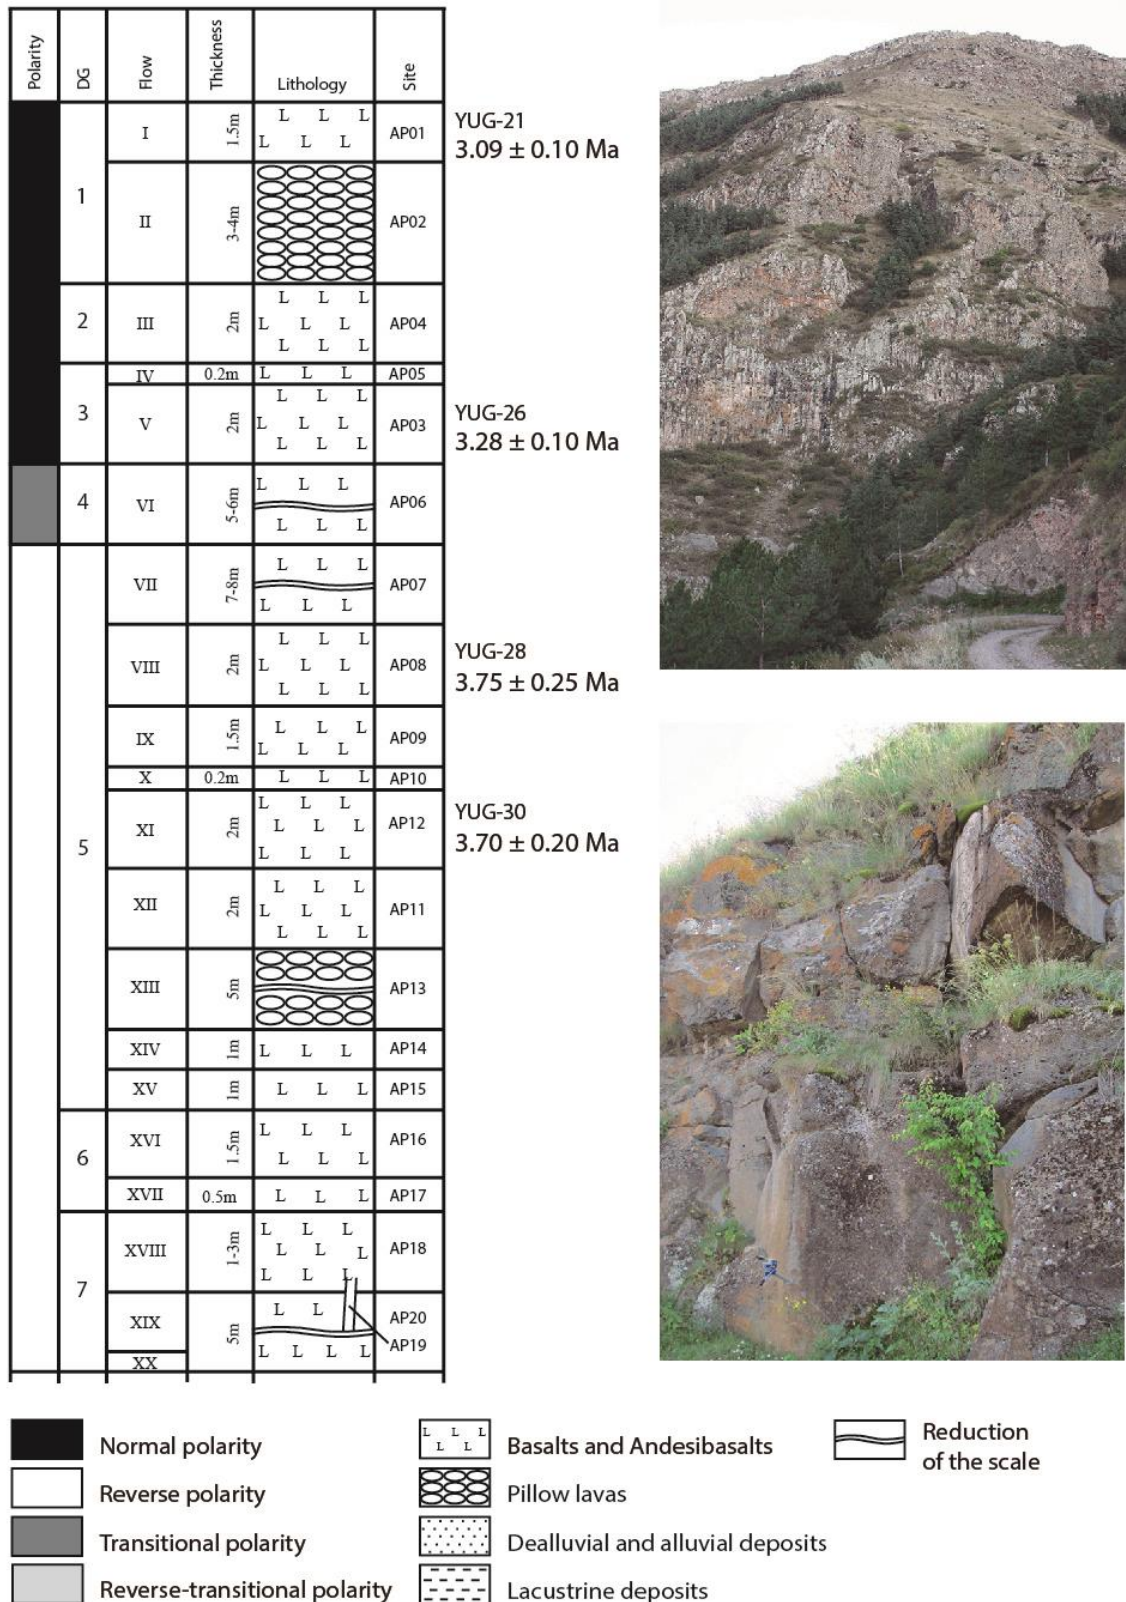 Polarity DG Flow Thickness Lithology Site
1
I 1.5m L L L L L L AP01 YUG-21
3.09 ± 0.10 Ma
II 3-4m AP02
2 III 2m L L L L L L L L L AP04
3
IV 0.2m L L L AP05
V 2m L L L L L L L L L AP03 YUG-26
3.28 ± 0.10 Ma
4 VI 5-6m L L L L L L AP06
5
VII 7-8m L L L L L L AP07
VIII 2m L L L L L L L L L AP08 YUG-28
3.75 ± 0.25 Ma
IX 1.5m L L L L L L AP09
X 0.2m L L L AP10
XI 2m L L L L L L L L L AP12 YUG-30
3.70 ± 0.20 Ma
XII 2m L L L L L L L L L AP11
XIII 5m AP13
XIV 1m L L L AP14
XV 1m L L L AP15
6
XVI 1.5m L L L L L L AP16
XVII 0.5m L L L AP17
7
XVIII 1-3m L L L L L L L L AP18
XIX 5m L L AP20
AP19
XX L L L L
Normal polarity
Reverse polarity
Transitional polarity
Reverse-transitional polarity
L L L L L Basalts and Andesibasalts
Pillow lavas
Dealluvial and alluvial deposits
Lacustrine deposits
Reduction
of the scale